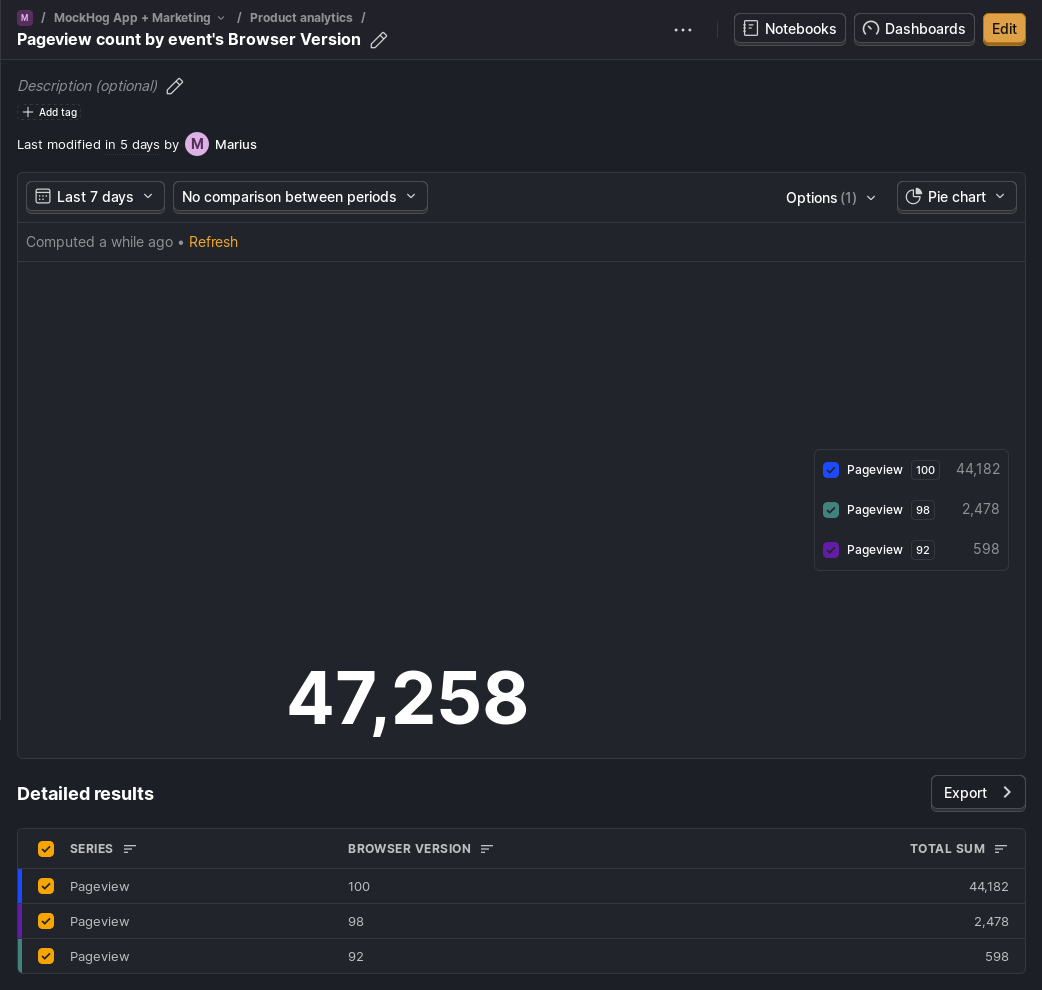 M / MockHog App + Marketing / Product analytics /
Pageview count by event's Browser Version
Notebooks Dashboards Edit
Description (optional)
Add tag
Last modified in 5 days by M Marius
Last 7 days No comparison between periods Options (1) Pie chart
Computed a while ago • Refresh
Pageview 100 44,182
Pageview 98 2,478
Pageview 92 598
47,258
Detailed results Export
SERIES BROWSER VERSION TOTAL SUM
Pageview 100 44,182
Pageview 98 2,478
Pageview 92 598